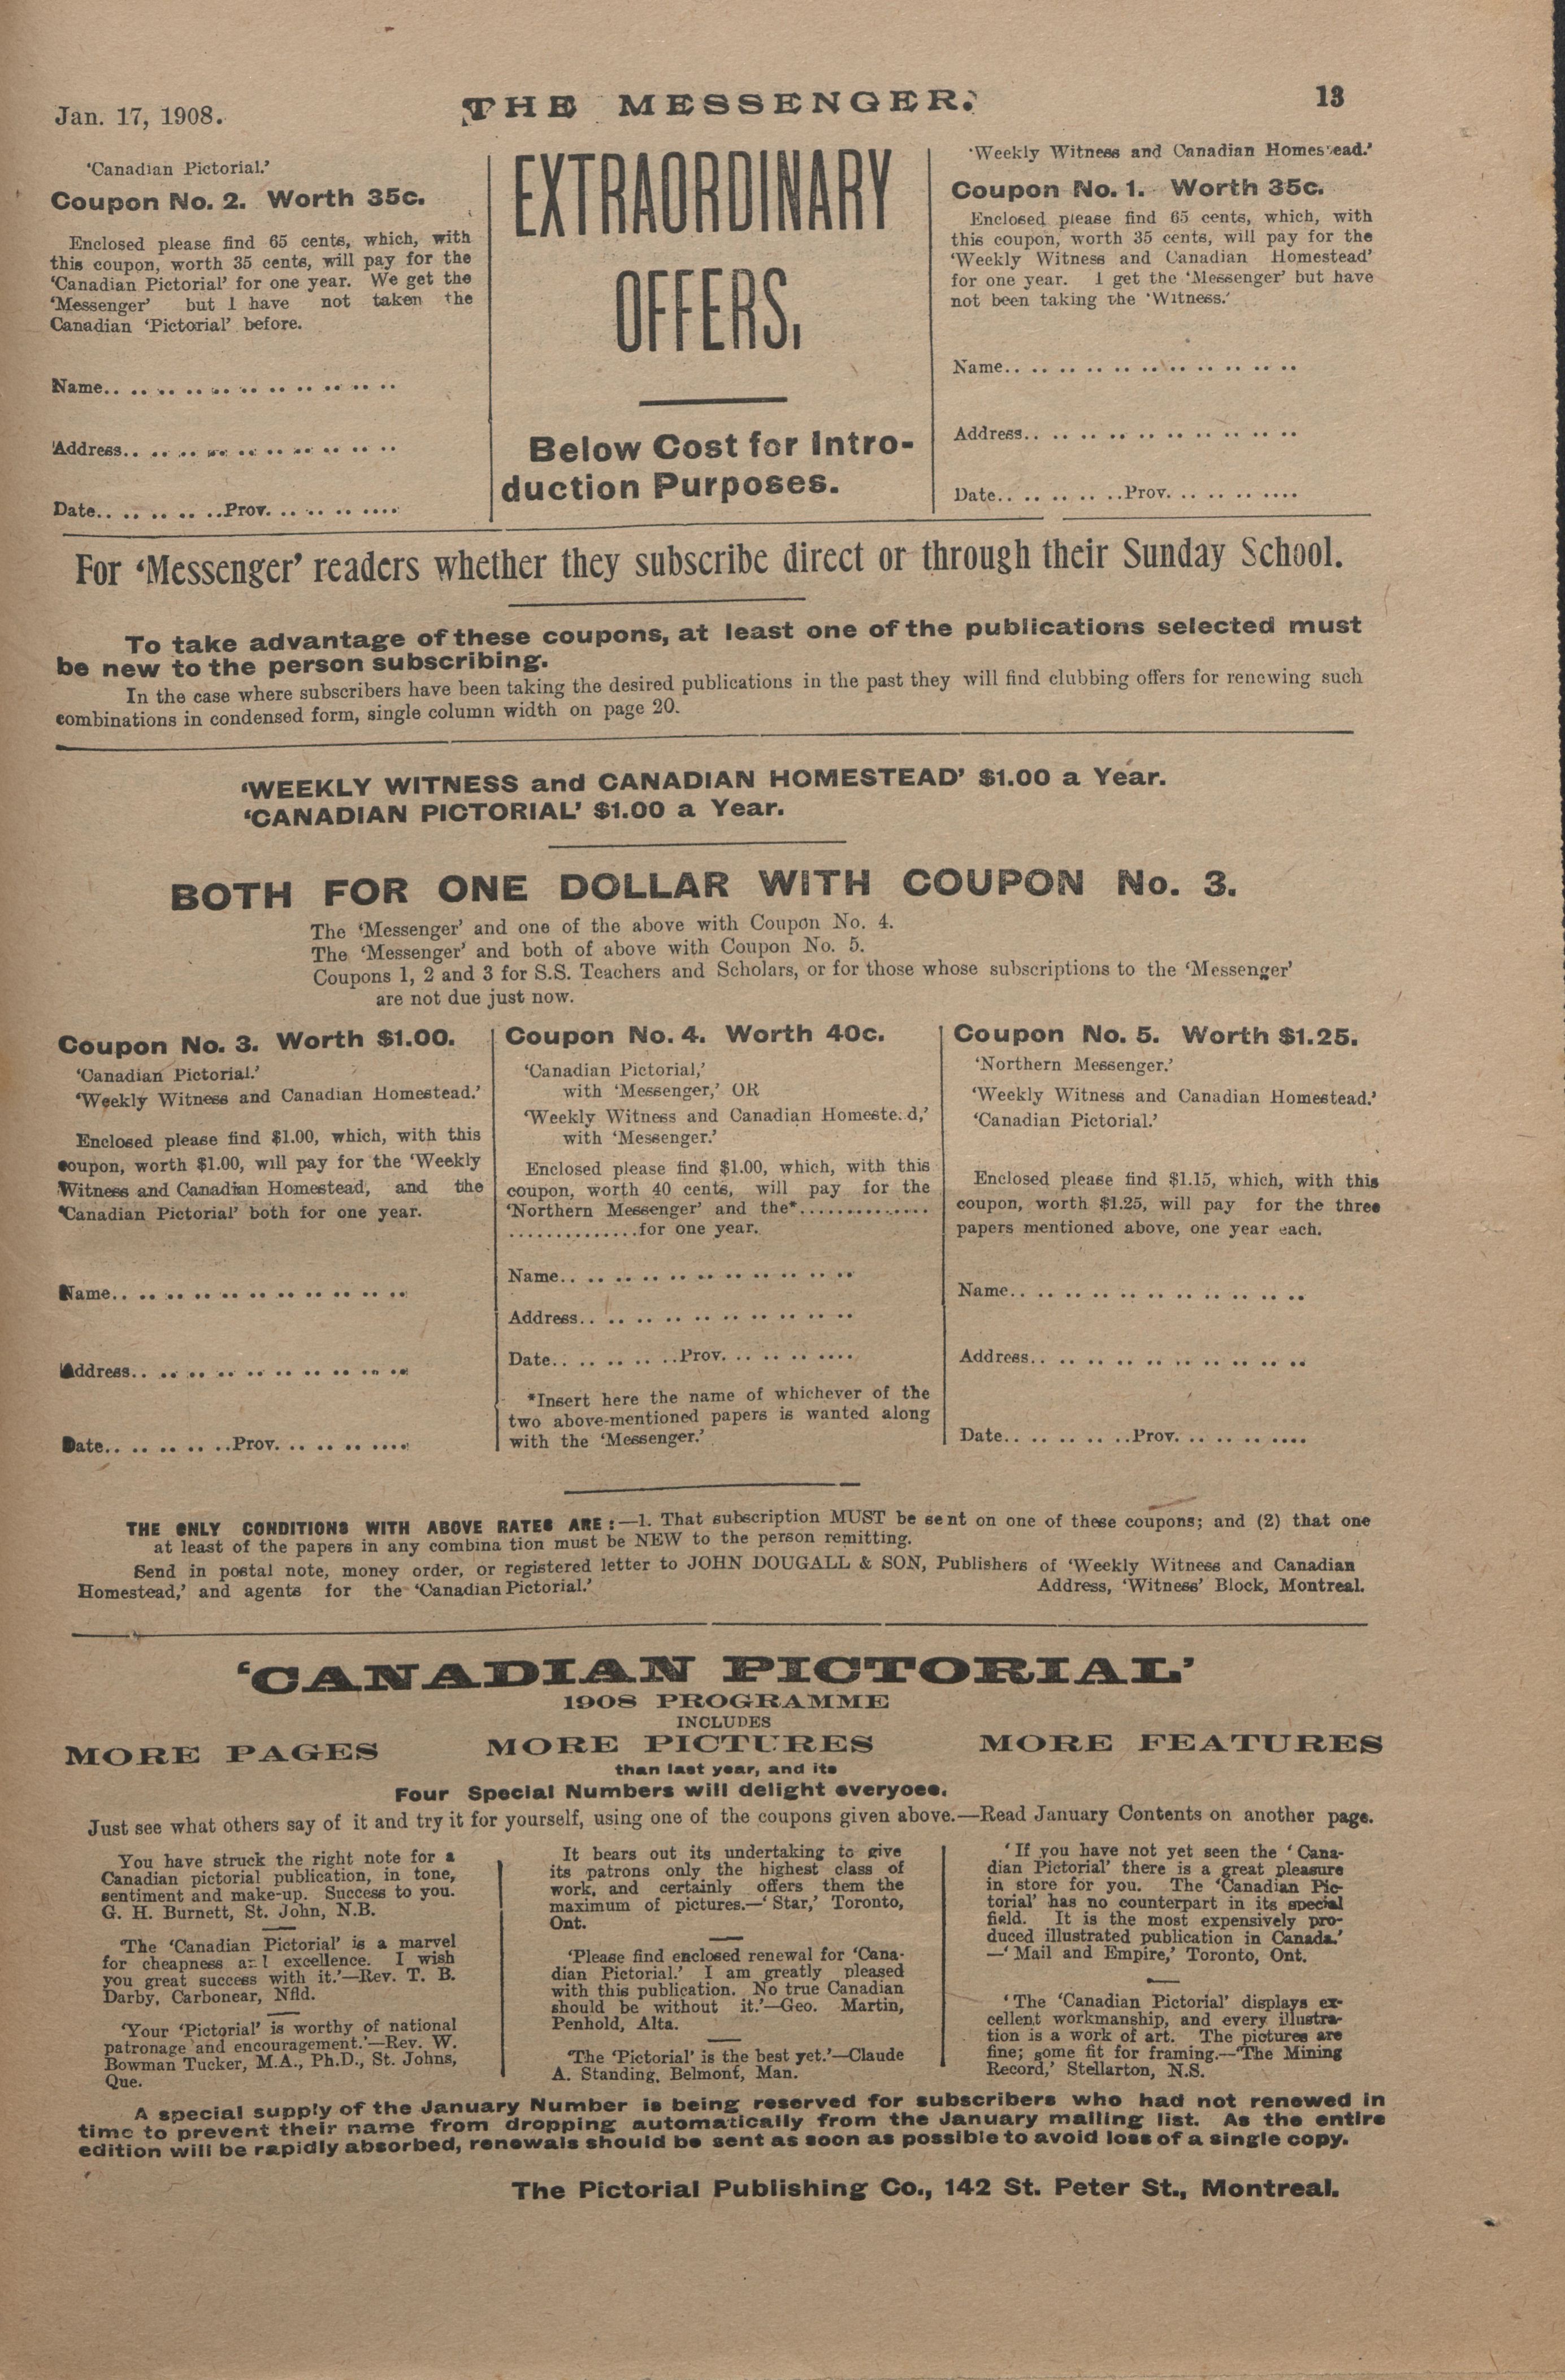 Jan. 17, 1908.
THE MESSENGER.
13
'Canadian Pictorial.'
Coupon No. 2. Worth 35c.
Enclosed please find 65 cents, which, with
this coupon, worth 35 cents, will pay for the
'Canadian Pictorial' for one year. We get the
'Messenger' but I have not taken the
Canadian 'Pictorial' before.
Name.. .. .. .. .. .. .. .. .. .. ..
Address.. .. .. .. .. .. .. .. .. ..
Date.. .. .. .. ..Prov. .. .. .. ....
EXTRAORDINARY
OFFERS,
Below Cost for Intro-
duction Purposes.
'Weekly Witness and Canadian Homes ead.'
Coupon No. 1. Worth 35c.
Enclosed please find 65 cents, which, with
this coupon, worth 35 cents, will pay for the
'Weekly Witness and Canadian Homestead'
for one year. I get the 'Messenger' but have
not been taking the 'Witness.'
Name.. .. .. .. .. .. .. .. .. .. ..
Address.. .. .. .. .. .. .. .. .. ..
Date.. .. .. .. ..Prov. .. .. .. ....
For 'Messenger' readers whether they subscribe direct or through their Sunday School.
To take advantage of these coupons, at least one of the publications selected must
be new to the person subscribing.
In the case where subscribers have been taking the desired publications in the past they will find clubbing offers for renewing such
combinations in condensed form, single column width on page 20.
'WEEKLY WITNESS and CANADIAN HOMESTEAD' $1.00 a Year.
'CANADIAN PICTORIAL' $1.00 a Year.
BOTH FOR ONE DOLLAR WITH COUPON No. 3.
The 'Messenger' and one of the above with Coupon No. 4.
The 'Messenger' and both of above with Coupon No. 5.
Coupons 1, 2 and 3 for S.S. Teachers and Scholars, or for those whose subscriptions to the 'Messenger'
are not due just now.
Coupon No. 3. Worth $1.00.
'Canadian Pictorial.'
'Weekly Witness and Canadian Homestead.'
Enclosed please find $1.00, which, with this
coupon, worth $1.00, will pay for the 'Weekly
Witness and Canadian Homestead, and the
'Canadian Pictorial' both for one year.
Name.. .. .. .. .. .. .. .. .. .. ..
Address.. .. .. .. .. .. .. .. .. ..
Date.. .. .. .. ..Prov. .. .. .. ....
Coupon No. 4. Worth 40c.
'Canadian Pictorial,'
with 'Messenger,' OR
'Weekly Witness and Canadian Homeste.d,'
with 'Messenger.'
Enclosed please find $1.00, which, with this
coupon, worth 40 cents, will pay for the
'Northern Messenger' and the*..............
..............for one year.
Name.. .. .. .. .. .. .. .. .. .. ..
Address.. .. .. .. .. .. .. .. .. ..
Date.. .. .. .. ..Prov. .. .. .. ....
*Insert here the name of whichever of the
two above-mentioned papers is wanted along
with the 'Messenger.'
Coupon No. 5. Worth $1.25.
'Northern Messenger.'
'Weekly Witness and Canadian Homestead.'
'Canadian Pictorial.'
Enclosed please find $1.15, which, with this
coupon, worth $1.25, will pay for the three
papers mentioned above, one year each.
Name.. .. .. .. .. .. .. .. .. .. ..
Address.. .. .. .. .. .. .. .. .. ..
Date.. .. .. .. ..Prov. .. .. .. ....
THE ONLY CONDITIONS WITH ABOVE RATES ARE:—1. That subscription MUST be sent on one of these coupons; and (2) that one
at least of the papers in any combina tion must be NEW to the person remitting.
Send in postal note, money order, or registered letter to JOHN DOUGALL & SON, Publishers of 'Weekly Witness and Canadian
Homestead,' and agents for the 'Canadian Pictorial.' Address, 'Witness' Block, Montreal.
'CANADIAN PICTORIAL'
1908 PROGRAMME
INCLUDES
MORE PAGES MORE PICTURES MORE FEATURES
than last year, and its
Four Special Numbers will delight everyoee.
Just see what others say of it and try it for yourself, using one of the coupons given above.—Read January Contents on another page.
You have struck the right note for a
Canadian pictorial publication, in tone,
sentiment and make-up. Success to you.
G. H. Burnett, St. John, N.B.
'The 'Canadian Pictorial' is a marvel
for cheapness and excellence. I wish
you great success with it.'—Rev. T. B.
Darby, Carbonear, Nfld.
'Your 'Pictorial' is worthy of national
patronage and encouragement.'—Rev. W.
Bowman Tucker, M.A., Ph.D., St. Johns,
Que.
It bears out its undertaking to give
its patrons only the highest class of
work, and certainly offers them the
maximum of pictures.—'Star,' Toronto,
Ont.
'Please find enclosed renewal for 'Cana-
dian Pictorial.' I am greatly pleased
with this publication. No true Canadian
should be without it.'—Geo. Martin,
Penhold, Alta.
'The 'Pictorial' is the best yet.'—Claude
A. Standing, Belmont, Man.
'If you have not yet seen the 'Cana-
dian Pictorial' there is a great pleasure
in store for you. The 'Canadian Pic-
torial' has no counterpart in its special
field. It is the most expensively pro-
duced illustrated publication in Canada.'
—'Mail and Empire,' Toronto, Ont.
'The 'Canadian Pictorial' displays ex-
cellent workmanship, and every illustra-
tion is a work of art. The pictures are
fine; some fit for framing.—'The Mining
Record,' Stellarton, N.S.
A special supply of the January Number is being reserved for subscribers who had not renewed in
time to prevent their name from dropping automatically from the January mailing list. As the entire
edition will be rapidly absorbed, renewals should be sent as soon as possible to avoid loss of a single copy.
The Pictorial Publishing Co., 142 St. Peter St., Montreal.